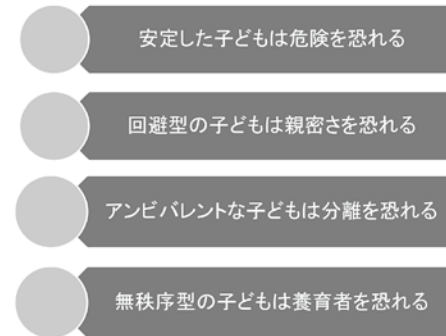 安定した子どもは危険を恐れる
回避型の子どもは親密さを恐れる
アンビバレントな子どもは分離を恐れる
無秩序型の子どもは養育者を恐れる